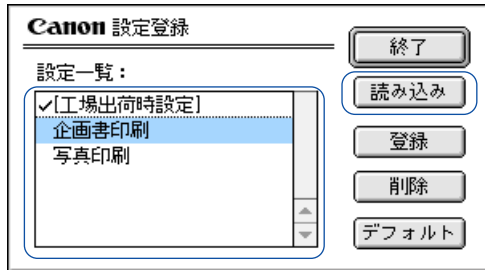 Canon 設定登録
設定一覧：
✓[工場出荷時設定]
企画書印刷
写真印刷
終了
読み込み
登録
削除
デフォルト